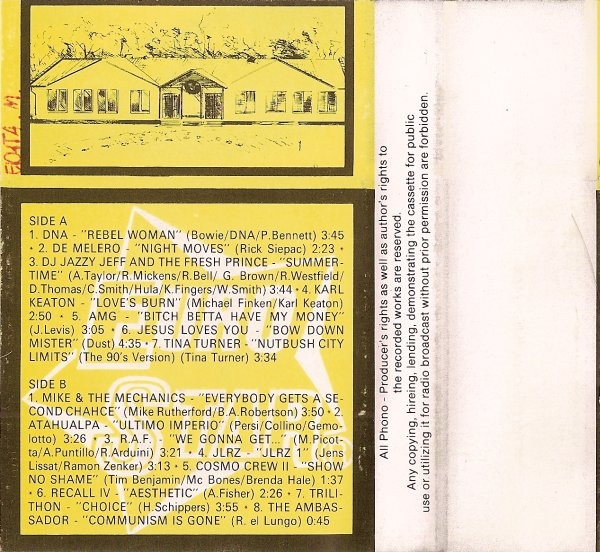 SIDE A
1. DNA - "REBEL WOMAN" (Bowie/DNA/P.Bennett) 3:45
• 2. DE MELERO - "NIGHT MOVES" (Rick Siepac) 2:23 •
3. DJ JAZZY JEFF AND THE FRESH PRINCE - "SUMMER-
TIME" (A.Taylor/R.Mickens/R.Bell/ G. Brown/R.Westfield/
D.Thomas/C.Smith/Hula/K.Fingers/W.Smith) 3:44 • 4. KARL
KEATON - "LOVE'S BURN" (Michael Finken/Karl Keaton)
2:50 • 5. AMG - "BITCH BETTA HAVE MY MONEY"
(J.Levis) 3:05 • 6. JESUS LOVES YOU - "BOW DOWN
MISTER" (Dust) 4:35 • 7. TINA TURNER - "NUTBUSH CITY
LIMITS" (The 90's Version) (Tina Turner) 3:34
SIDE B
1. MIKE & THE MECHANICS - "EVERYBODY GETS A SE-
COND CHAHCE" (Mike Rutherford/B.A.Robertson) 3:50 • 2.
ATAHUALPA - "ULTIMO IMPERIO" (Persi/Collino/Gemo-
lotto) 3:26 • 3. R.A.F. - "WE GONNA GET..." (M.Picot-
ta/A.Puntillo/R.Arduini) 3:21 • 4. JLRZ - "JLRZ 1" (Jens
Lissat/Ramon Zenker) 3:13 • 5. COSMO CREW II - "SHOW
NO SHAME" (Tim Benjamin/Mc Bones/Brenda Hale) 1:37
• 6. RECALL IV - "AESTHETIC" (A.Fisher) 2:26 • 7. TRILI-
THON - "CHOICE" (H.Schippers) 3:55 • 8. THE AMBAS-
SADOR - "COMMUNISM IS GONE" (R. el Lungo) 0:45
All Phono - Producer's rights as well as author's rights to
the recorded works are reserved.
Any copying, hireing, lending, demonstrating the cassette for public
use or utilizing it for radio broadcast without prior permission are forbidden.